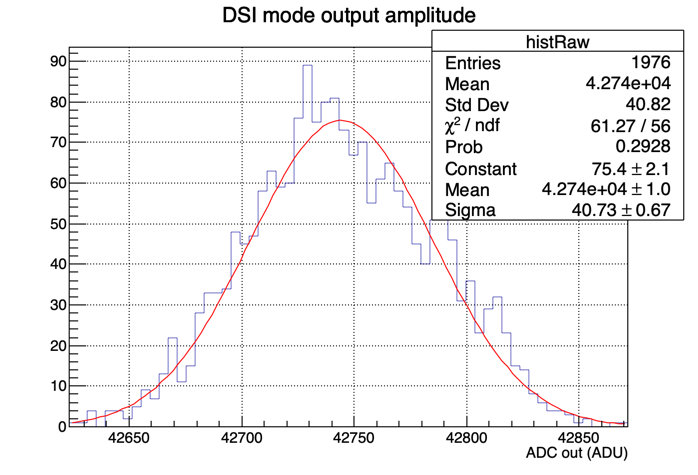 DSI mode output amplitude
histRaw
Entries 1976
Mean 4.274e+04
Std Dev 40.82
χ² / ndf 61.27 / 56
Prob 0.2928
Constant 75.4 ± 2.1
Mean 4.274e+04 ± 1.0
Sigma 40.73 ± 0.67
90
80
70
60
50
40
30
20
10
0
42650 42700 42750 42800 42850
ADC out (ADU)